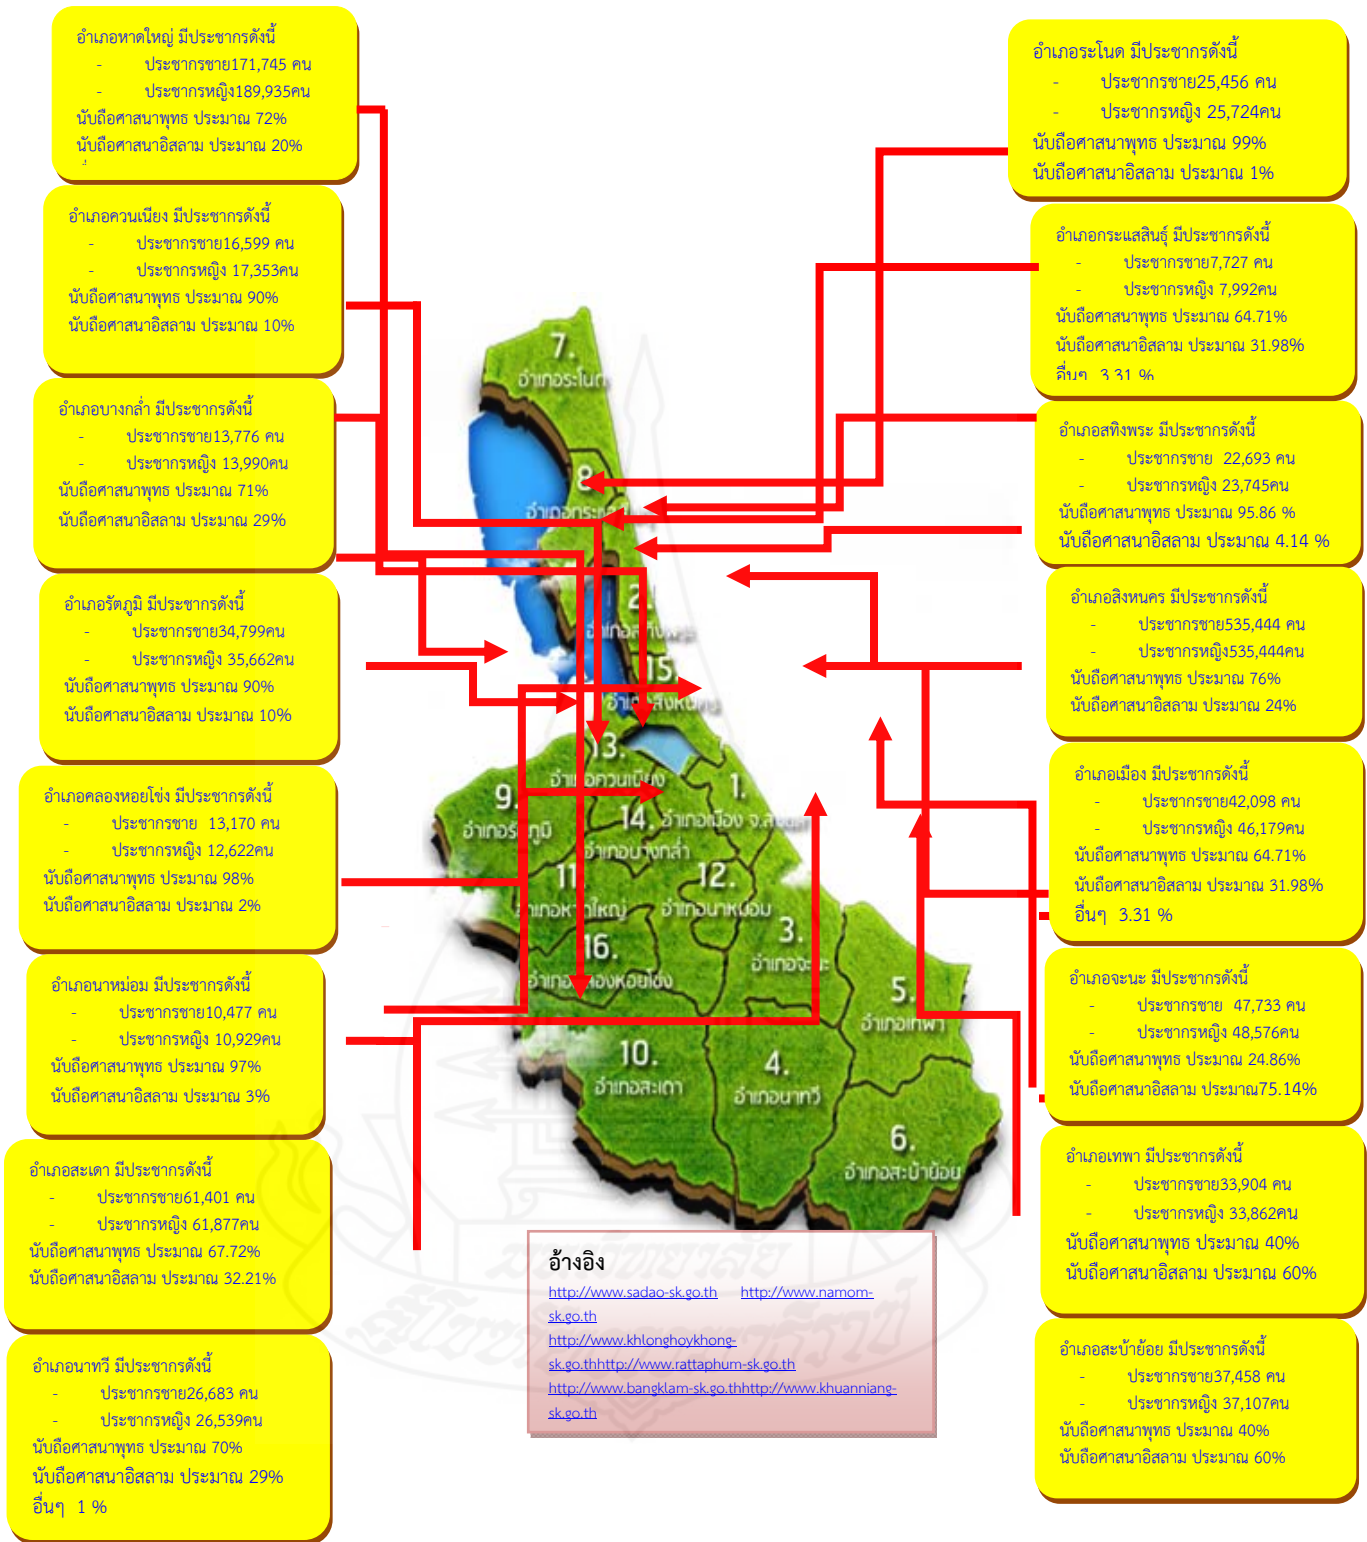 อำเภอหาดใหญ่ มีประชากรดังนี้
- ประชากรชาย171,745 คน
- ประชากรหญิง189,935คน
นับถือศาสนาพุทธ ประมาณ 72%
นับถือศาสนาอิสลาม ประมาณ 20%
อำเภอควนเนียง มีประชากรดังนี้
- ประชากรชาย16,599 คน
- ประชากรหญิง 17,353คน
นับถือศาสนาพุทธ ประมาณ 90%
นับถือศาสนาอิสลาม ประมาณ 10%
อำเภอบางกล่ำ มีประชากรดังนี้
- ประชากรชาย13,776 คน
- ประชากรหญิง 13,990คน
นับถือศาสนาพุทธ ประมาณ 71%
นับถือศาสนาอิสลาม ประมาณ 29%
อำเภอรัตภูมิ มีประชากรดังนี้
- ประชากรชาย34,799คน
- ประชากรหญิง 35,662คน
นับถือศาสนาพุทธ ประมาณ 90%
นับถือศาสนาอิสลาม ประมาณ 10%
อำเภอคลองหอยโข่ง มีประชากรดังนี้
- ประชากรชาย 13,170 คน
- ประชากรหญิง 12,622คน
นับถือศาสนาพุทธ ประมาณ 98%
นับถือศาสนาอิสลาม ประมาณ 2%
อำเภอนาหม่อม มีประชากรดังนี้
- ประชากรชาย10,477 คน
- ประชากรหญิง 10,929คน
นับถือศาสนาพุทธ ประมาณ 97%
นับถือศาสนาอิสลาม ประมาณ 3%
อำเภอสะเดา มีประชากรดังนี้
- ประชากรชาย61,401 คน
- ประชากรหญิง 61,877คน
นับถือศาสนาพุทธ ประมาณ 67.72%
นับถือศาสนาอิสลาม ประมาณ 32.21%
อำเภอนาทวี มีประชากรดังนี้
- ประชากรชาย26,683 คน
- ประชากรหญิง 26,539คน
นับถือศาสนาพุทธ ประมาณ 70%
นับถือศาสนาอิสลาม ประมาณ 29%
อื่นๆ 1 %
7.
อำเภอระโนด
8.
2.
15.
13.
อำเภอควนเนียง
9.
1.
อำเภอเมือง
14.
อำเภอบางกล่ำ
11.
12.
อำเภอนาหม่อม
3.
อำเภอจะนะ
16.
5.
อำเภอเทพา
10.
อำเภอสะเดา
4.
อำเภอนาทวี
6.
อำเภอสะบ้าย้อย
อ้างอิง
http://www.sadao-sk.go.th http://www.namom-
sk.go.th
http://www.khlonghoykhong-
sk.go.thhttp://www.rattaphum-sk.go.th
http://www.bangklam-sk.go.thhttp://www.khuanniang-
sk.go.th
อำเภอระโนด มีประชากรดังนี้
- ประชากรชาย25,456 คน
- ประชากรหญิง 25,724คน
นับถือศาสนาพุทธ ประมาณ 99%
นับถือศาสนาอิสลาม ประมาณ 1%
อำเภอกระแสสินธุ์ มีประชากรดังนี้
- ประชากรชาย7,727 คน
- ประชากรหญิง 7,992คน
นับถือศาสนาพุทธ ประมาณ 64.71%
นับถือศาสนาอิสลาม ประมาณ 31.98%
อื่นๆ 3.31 %
อำเภอสทิงพระ มีประชากรดังนี้
- ประชากรชาย 22,693 คน
- ประชากรหญิง 23,745คน
นับถือศาสนาพุทธ ประมาณ 95.86 %
นับถือศาสนาอิสลาม ประมาณ 4.14 %
อำเภอสิงหนคร มีประชากรดังนี้
- ประชากรชาย535,444 คน
- ประชากรหญิง535,444คน
นับถือศาสนาพุทธ ประมาณ 76%
นับถือศาสนาอิสลาม ประมาณ 24%
อำเภอเมือง มีประชากรดังนี้
- ประชากรชาย42,098 คน
- ประชากรหญิง 46,179คน
นับถือศาสนาพุทธ ประมาณ 64.71%
นับถือศาสนาอิสลาม ประมาณ 31.98%
อื่นๆ 3.31 %
อำเภอจะนะ มีประชากรดังนี้
- ประชากรชาย 47,733 คน
- ประชากรหญิง 48,576คน
นับถือศาสนาพุทธ ประมาณ 24.86%
นับถือศาสนาอิสลาม ประมาณ75.14%
อำเภอเทพา มีประชากรดังนี้
- ประชากรชาย33,904 คน
- ประชากรหญิง 33,862คน
นับถือศาสนาพุทธ ประมาณ 40%
นับถือศาสนาอิสลาม ประมาณ 60%
อำเภอสะบ้าย้อย มีประชากรดังนี้
- ประชากรชาย37,458 คน
- ประชากรหญิง 37,107คน
นับถือศาสนาพุทธ ประมาณ 40%
นับถือศาสนาอิสลาม ประมาณ 60%